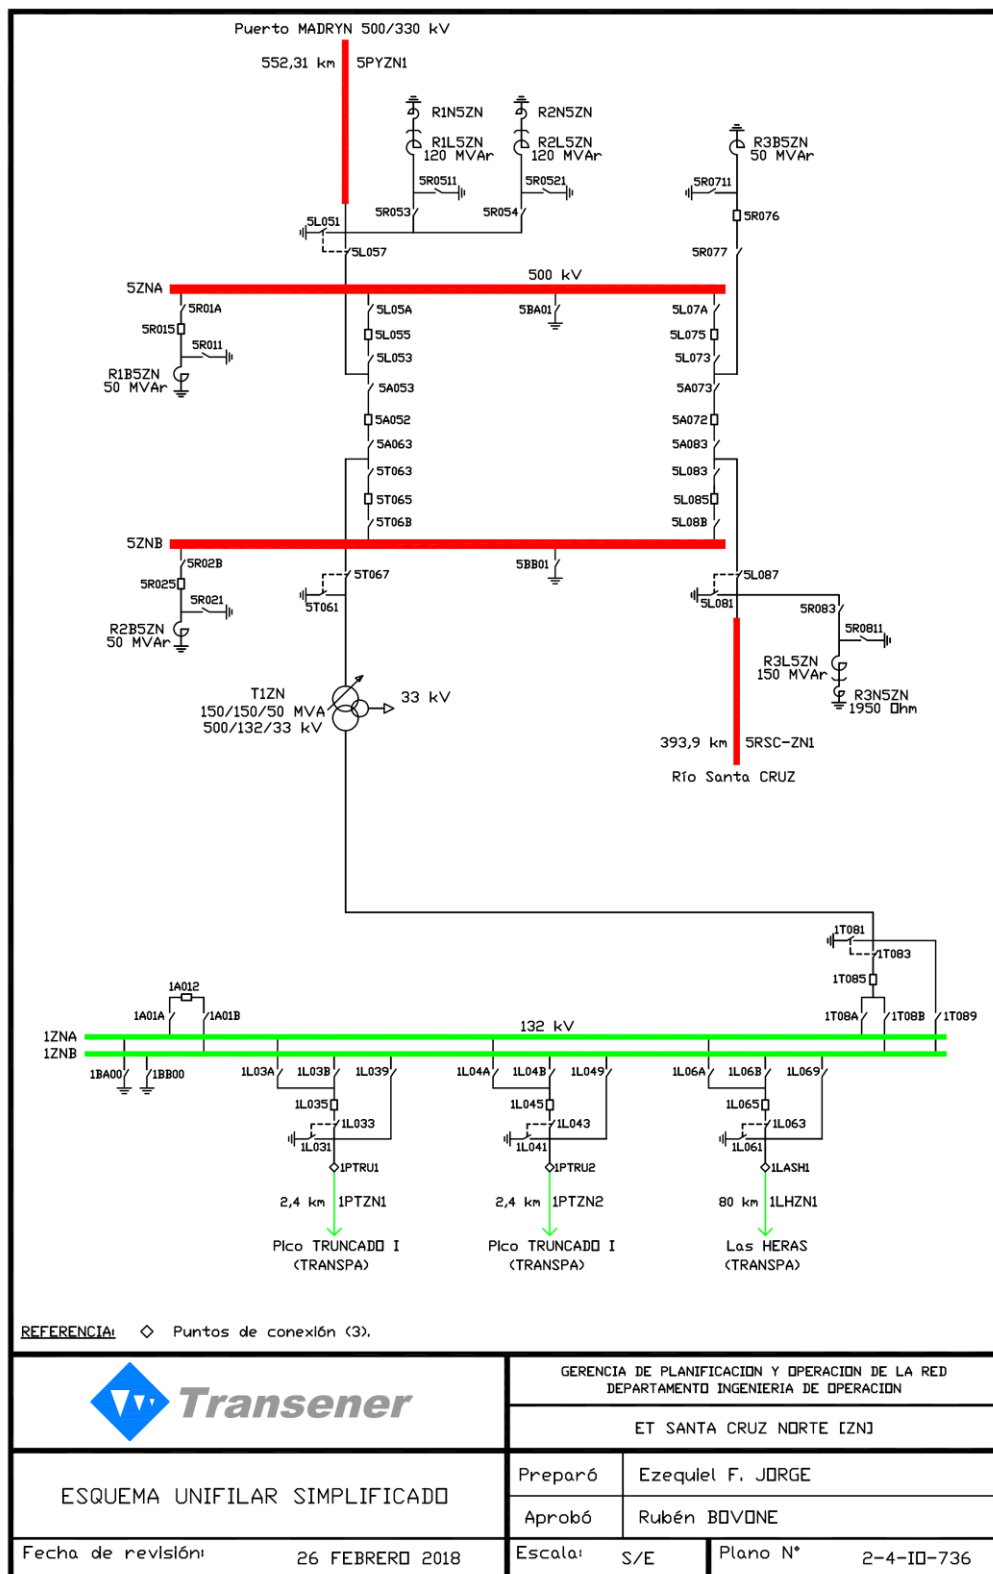 Puerto MADRYN 500/330 kV
552,31 km 5PYZN1
R1N5ZN R2N5ZN
R1L5ZN R2L5ZN R3B5ZN
120 MVAr 120 MVAr 50 MVAr
5R0511 5R0521 5R0711
5R053 5R054 5R076
5L051
5L057 5R077
500 kV
5ZNA
5R01A 5L05A 5BA01 5L07A
5R015 5L055 5L075
5R011 5L053 5L073
R1B5ZN
50 MVAr
5A053 5A073
5A052 5A072
5A063 5A083
5T063 5L083
5T065 5L085
5T06B 5L08B
5ZNB
5R02B 5BB01
5R025 5T067 5L087
5R021 5T061 5L081 5R083
R2B5ZN
50 MVAr
5R0811
R3L5ZN
150 MVAr
R3N5ZN
1950 Ohm
T1ZN
150/150/50 MVA
500/132/33 kV
33 kV
393,9 km 5RSC-ZN1
Río Santa CRUZ
1T081
1T083
1T085
1A012
1A01A 1A01B 1T08A 1T08B 1T089
132 kV
1ZNA
1ZNB
1BA00 1BB00 1L03A 1L03B 1L039 1L04A 1L04B 1L049 1L06A 1L06B 1L069
1L035 1L045 1L065
1L033 1L043 1L063
1L031 1L041 1L061
1PTRU1 1PTRU2 1LASH1
2,4 km 1PTZN1 2,4 km 1PTZN2 80 km 1LHZN1
Pico TRUNCADO I Pico TRUNCADO I Las HERAS
(TRANSPA) (TRANSPA) (TRANSPA)
REFERENCIA: ◇ Puntos de conexión (3).
Transener
GERENCIA DE PLANIFICACION Y OPERACION DE LA RED
DEPARTAMENTO INGENIERIA DE OPERACION
ET SANTA CRUZ NORTE [ZN]
ESQUEMA UNIFILAR SIMPLIFICADO
Preparó Ezequiel F. JORGE
Aprobó Rubén BOVONE
Fecha de revisión: 26 FEBRERO 2018
Escala: S/E
Plano N° 2-4-IO-736